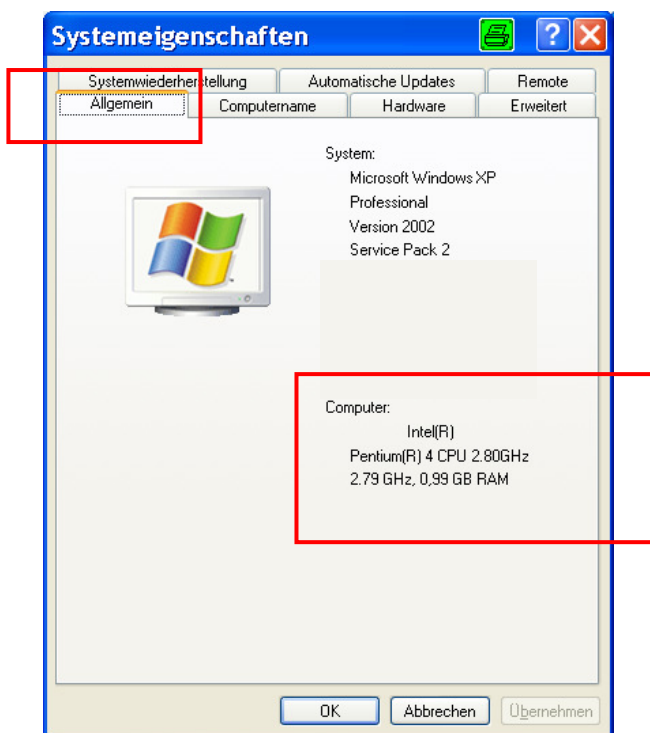 Systemeigenschaften
Systemwiederherstellung Automatische Updates Remote
Allgemein Computername Hardware Erweitert
System:
Microsoft Windows XP
Professional
Version 2002
Service Pack 2
Computer:
Intel(R)
Pentium(R) 4 CPU 2.80GHz
2.79 GHz, 0,99 GB RAM
OK Abbrechen Übernehmen